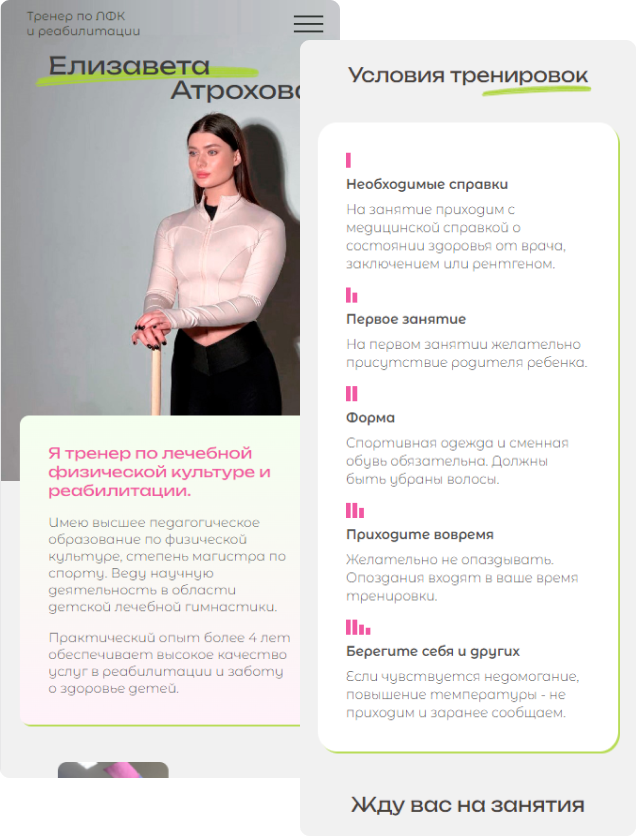 Тренер по ЛФК
и реабилитации
Елизавета
Атрохов
Я тренер по лечебной
физической культуре и
реабилитации.
Имею высшее педагогическое
образование по физической
культуре, степень магистра по
спорту. Веду научную
деятельность в области
детской лечебной гимнастики.
Практический опыт более 4 лет
обеспечивает высокое качество
услуг в реабилитации и заботу
о здоровье детей.
Условия тренировок
Необходимые справки
На занятие приходим с
медицинской справкой о
состоянии здоровья от врача,
заключением или рентгеном.
Первое занятие
На первом занятии желательно
присутствие родителя ребенка.
Форма
Спортивная одежда и сменная
обувь обязательна. Должны
быть убраны волосы.
Приходите вовремя
Желательно не опаздывать.
Опоздания входят в ваше время
тренировки.
Берегите себя и других
Если чувствуется недомогание,
повышение температуры - не
приходим и заранее сообщаем.
Жду вас на занятия